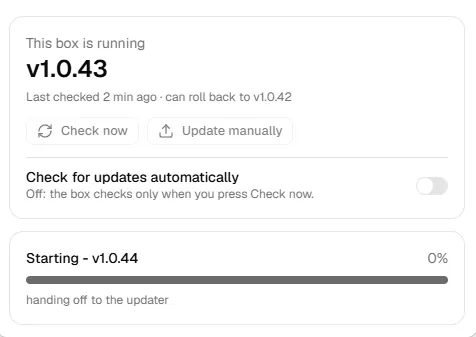 This box is running
v1.0.43
Last checked 2 min ago · can roll back to v1.0.42
Check now
Update manually
Check for updates automatically
Off: the box checks only when you press Check now.
Starting - v1.0.44
0%
handing off to the updater